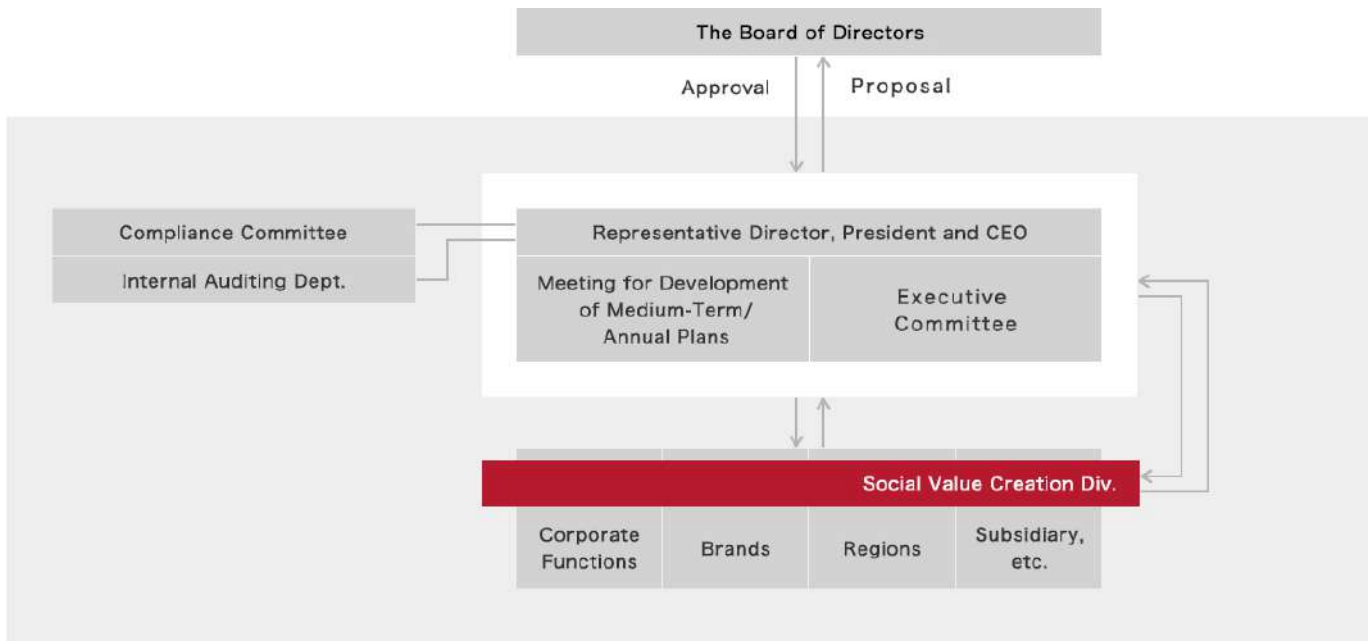 The Board of Directors
Approval
Proposal
Compliance Committee
Internal Auditing Dept.
Representative Director, President and CEO
Meeting for Development
of Medium-Term/
Annual Plans
Executive
Committee
Social Value Creation Div.
Corporate
Functions
Brands
Regions
Subsidiary,
etc.